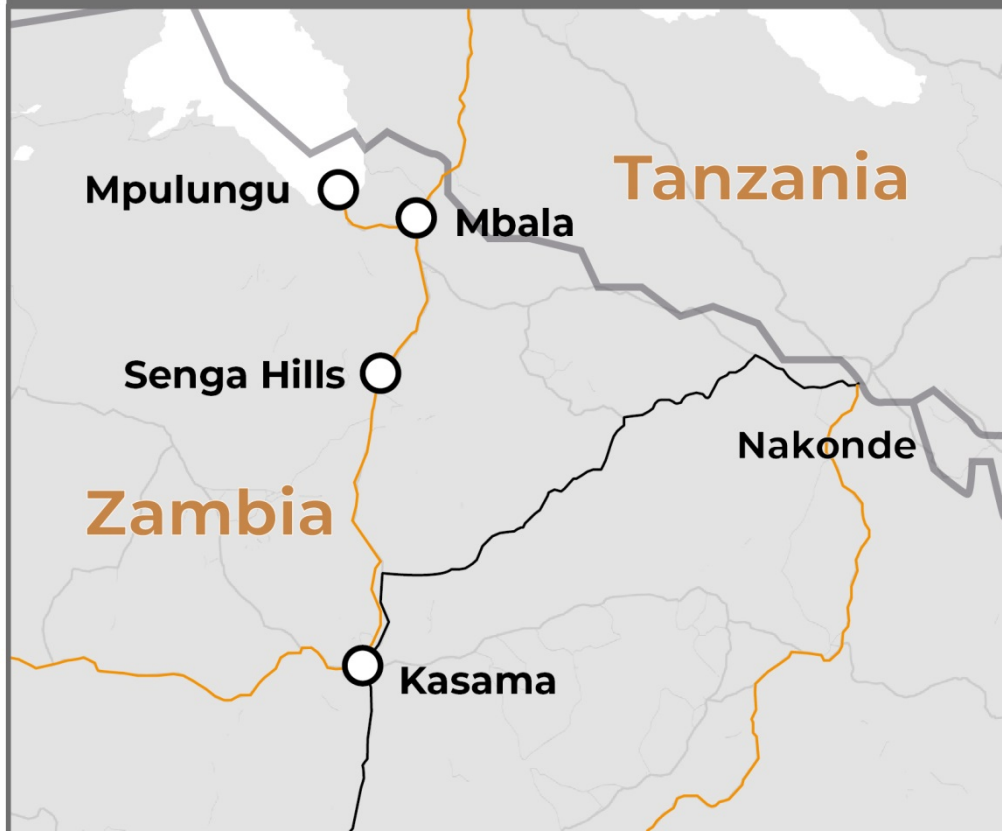 Tanzania
Mpulungu
Mbala
Senga Hills
Nakonde
Zambia
Kasama